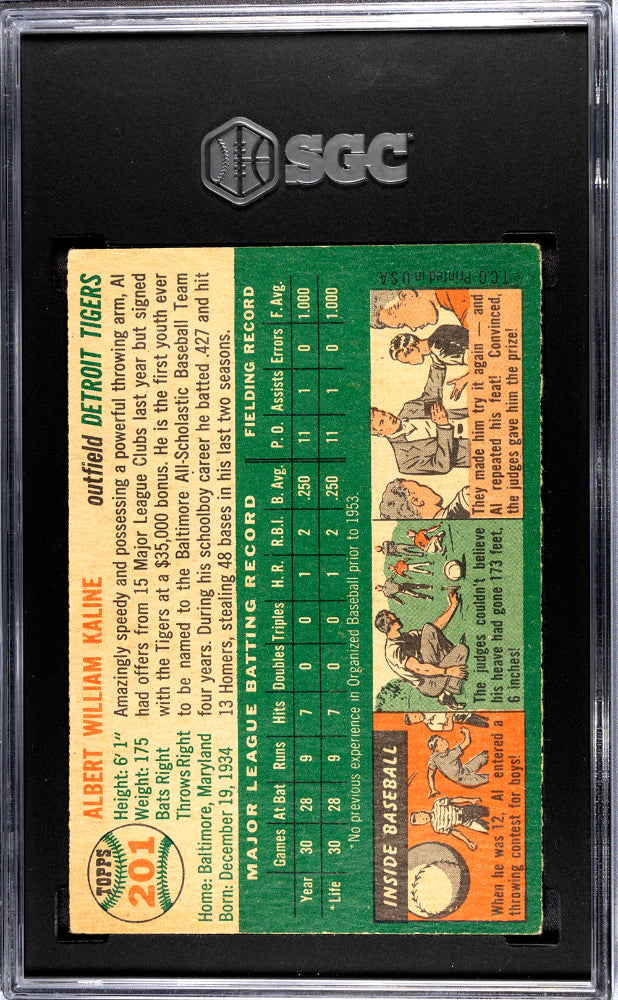 SGC
TOPPS
201
ALBERT WILLIAM KALINE
outfield DETROIT TIGERS
Height: 6' 1"
Weight: 175
Bats Right
Throws Right
Home: Baltimore, Maryland
Born: December 19, 1934
Amazingly speedy and possessing a powerful throwing arm, Al
had offers from 15 Major League Clubs last year but signed
with the Tigers at a $35,000 bonus. He is the first youth ever
to be named to the Baltimore All-Scholastic Baseball Team
four years. During his schoolboy career he batted .427 and hit
13 Homers, stealing 48 bases in his last two seasons.
MAJOR LEAGUE BATTING RECORD FIELDING RECORD
Games At Bat Runs Hits Doubles Triples H.R. R.B.I. B. Avg. P.O. Assists Errors F. Avg.
Year 30 28 9 7 0 0 1 2 .250 11 1 0 1.000
*Life 30 28 9 7 0 0 1 2 .250 11 1 0 1.000
*No previous experience in Organized Baseball prior to 1953.
INSIDE BASEBALL
When he was 12, Al entered a
throwing contest for boys!
The judges couldn't believe
his heave had gone 173 feet,
6 inches!
They made him try it again — and
Al repeated his feat! Convinced,
the judges gave him the prize!
©T.C.G. Printed in U.S.A.